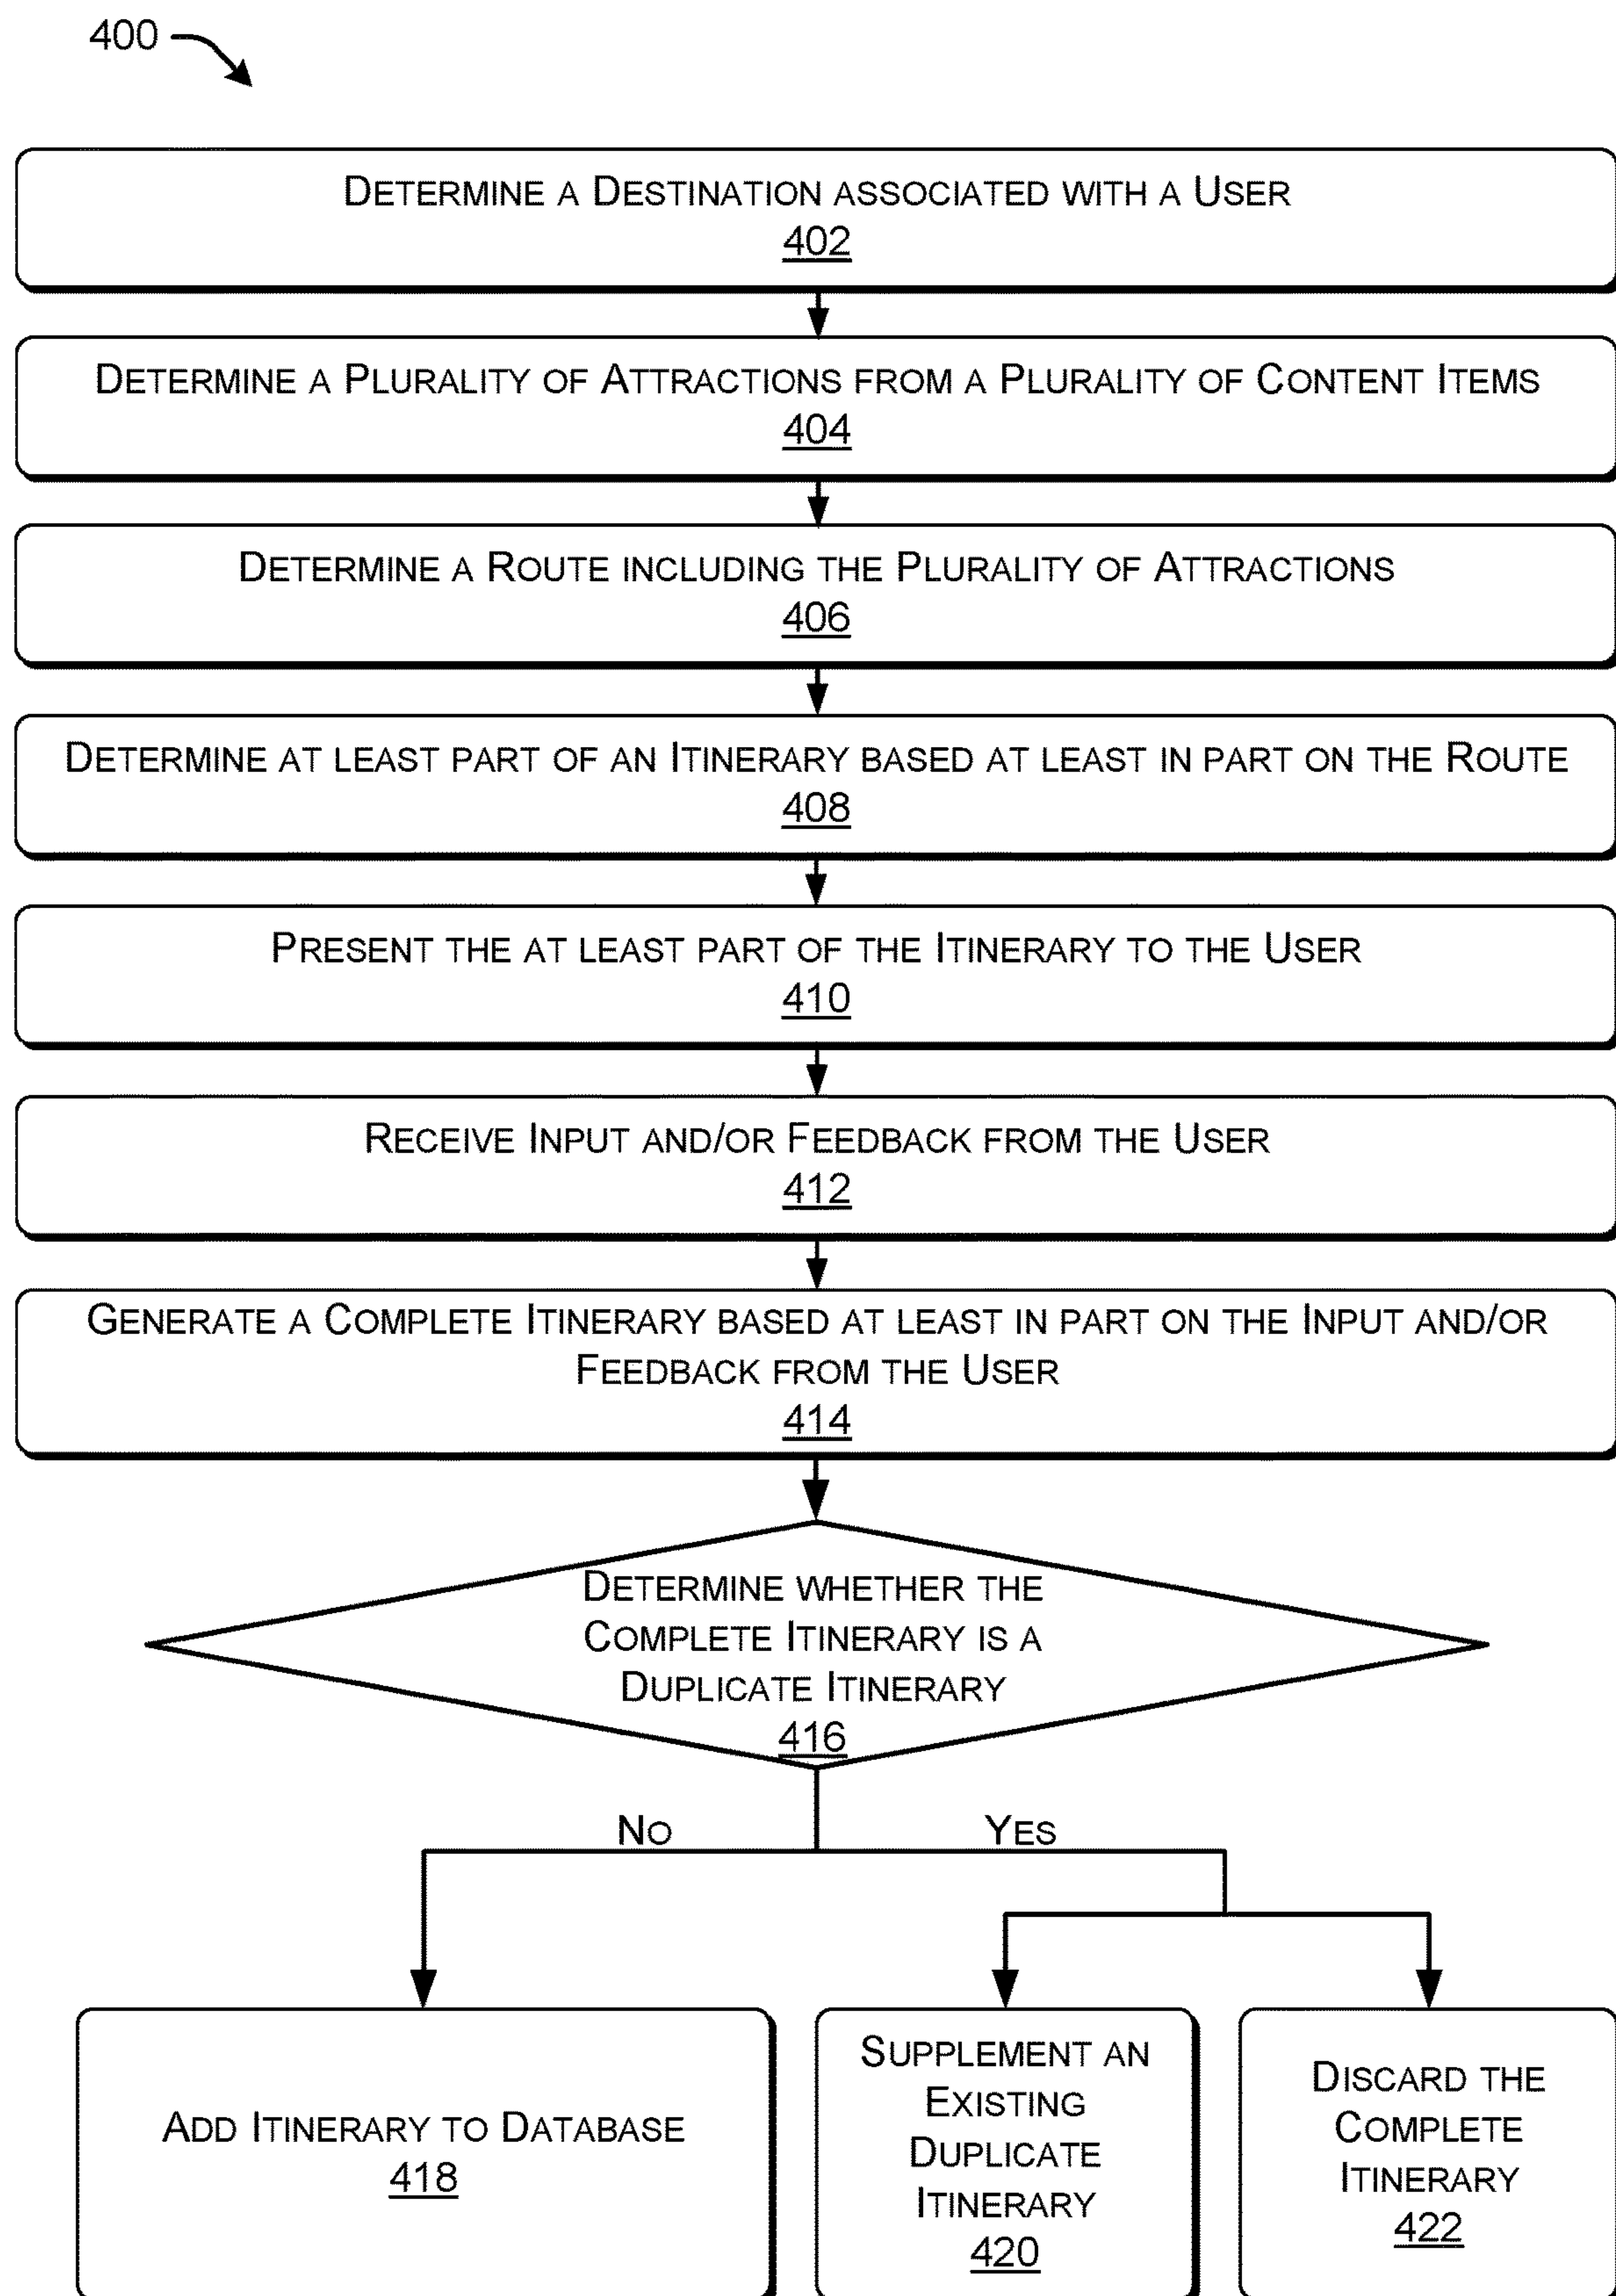 400
DETERMINE A DESTINATION ASSOCIATED WITH A USER
402
DETERMINE A PLURALITY OF ATTRACTIONS FROM A PLURALITY OF CONTENT ITEMS
404
DETERMINE A ROUTE INCLUDING THE PLURALITY OF ATTRACTIONS
406
DETERMINE AT LEAST PART OF AN ITINERARY BASED AT LEAST IN PART ON THE ROUTE
408
PRESENT THE AT LEAST PART OF THE ITINERARY TO THE USER
410
RECEIVE INPUT AND/OR FEEDBACK FROM THE USER
412
GENERATE A COMPLETE ITINERARY BASED AT LEAST IN PART ON THE INPUT AND/OR
FEEDBACK FROM THE USER
414
DETERMINE WHETHER THE
COMPLETE ITINERARY IS A
DUPLICATE ITINERARY
416
NO
YES
ADD ITINERARY TO DATABASE
418
SUPPLEMENT AN
EXISTING
DUPLICATE
ITINERARY
420
DISCARD THE
COMPLETE
ITINERARY
422